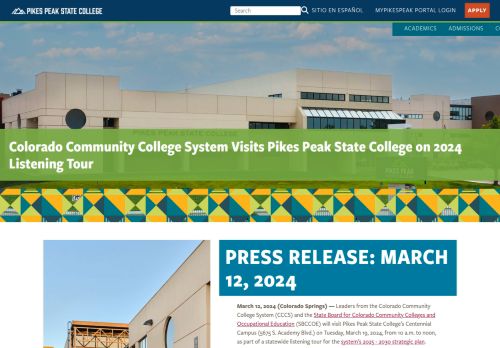 PIKES PEAK STATE COLLEGE
Search
SITIO EN ESPAÑOL
MYPIKESPEAK PORTAL LOGIN
APPLY
ACADEMICS
ADMISSIONS
PIKES PEAK STATE COLLEGE
Colorado Community College System Visits Pikes Peak State College on 2024
Listening Tour
PRESS RELEASE: MARCH
12, 2024
March 12, 2024 (Colorado Springs) — Leaders from the Colorado Community
College System (CCCS) and the State Board for Colorado Community Colleges and
Occupational Education (SBCCOE) will visit Pikes Peak State College's Centennial
Campus (5675 S. Academy Blvd.) on Tuesday, March 19, 2024, from 10 a.m. to noon,
as part of a statewide listening tour for the system's 2025 - 2030 strategic plan.